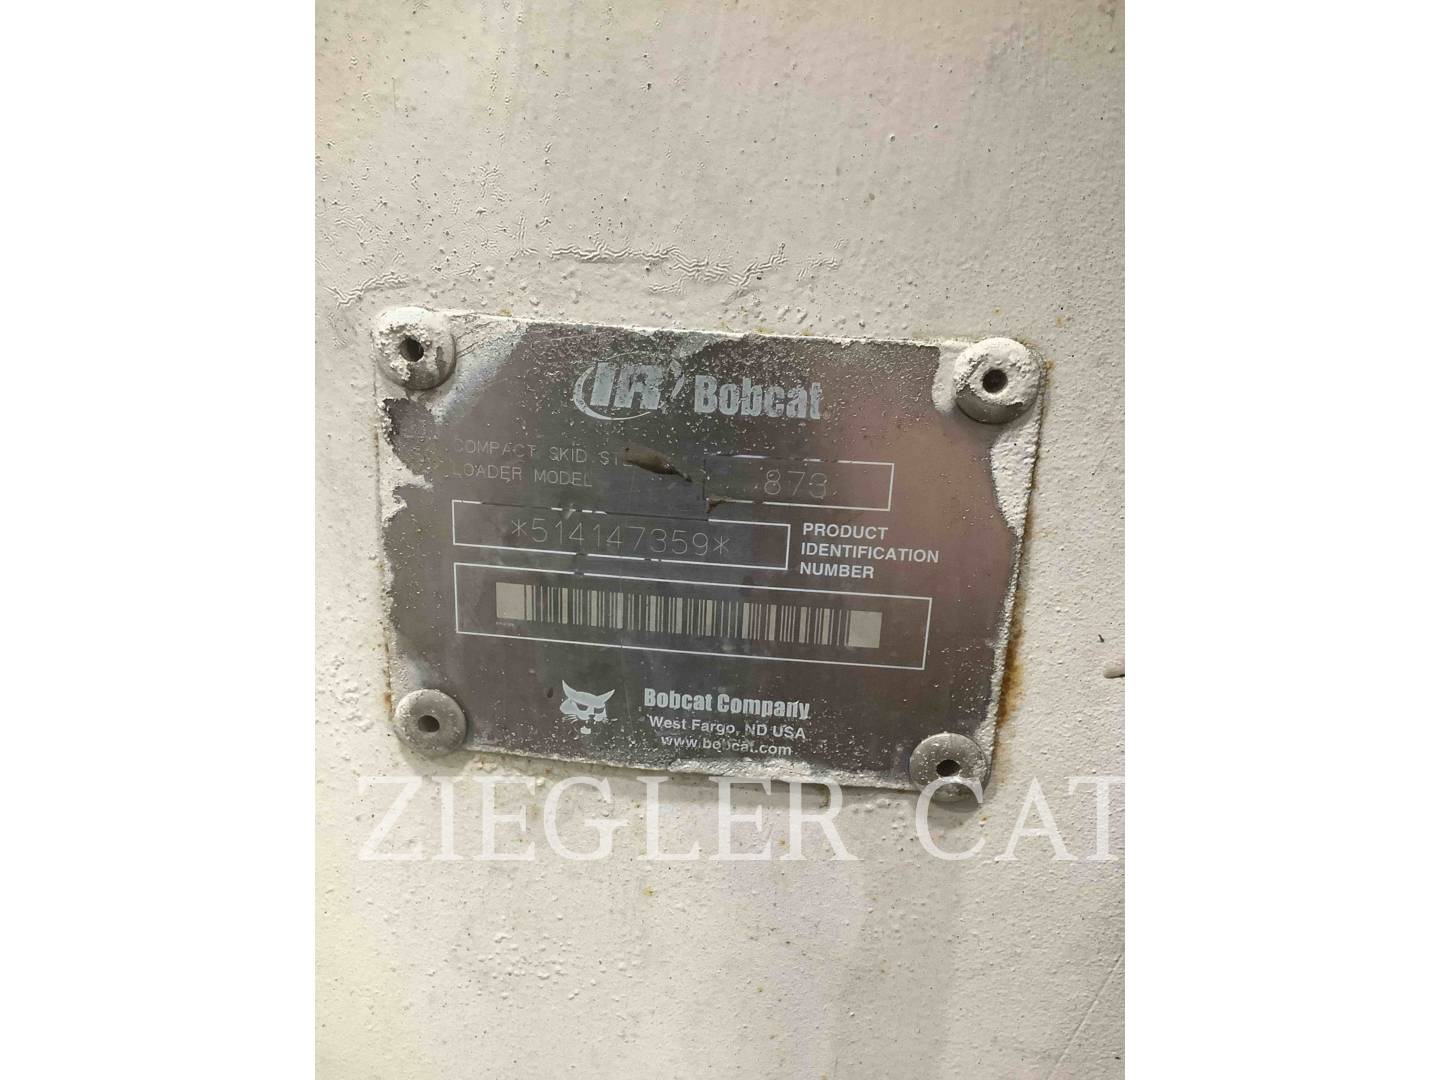 IR Bobcat
COMPACT SKID
LOADER MODEL
873
*514147359*
PRODUCT
IDENTIFICATION
NUMBER
Bobcat Company
West Fargo, ND USA
www.bobcat.com
ZIEGLER CAT